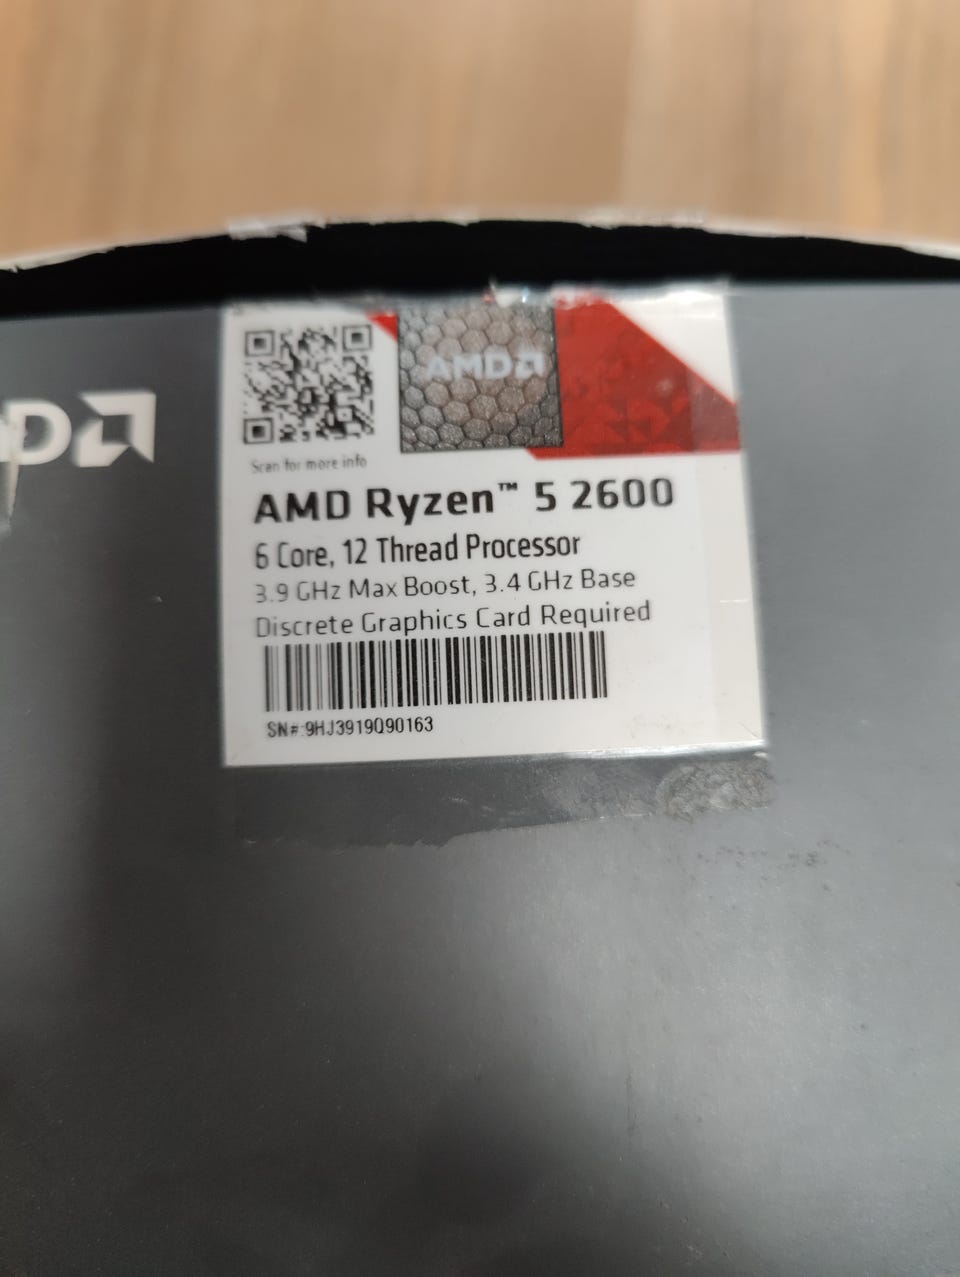 AMD
Scan for more info
AMD Ryzen™ 5 2600
6 Core, 12 Thread Processor
3.9 GHz Max Boost, 3.4 GHz Base
Discrete Graphics Card Required
SN#:9HJ3919Q90163